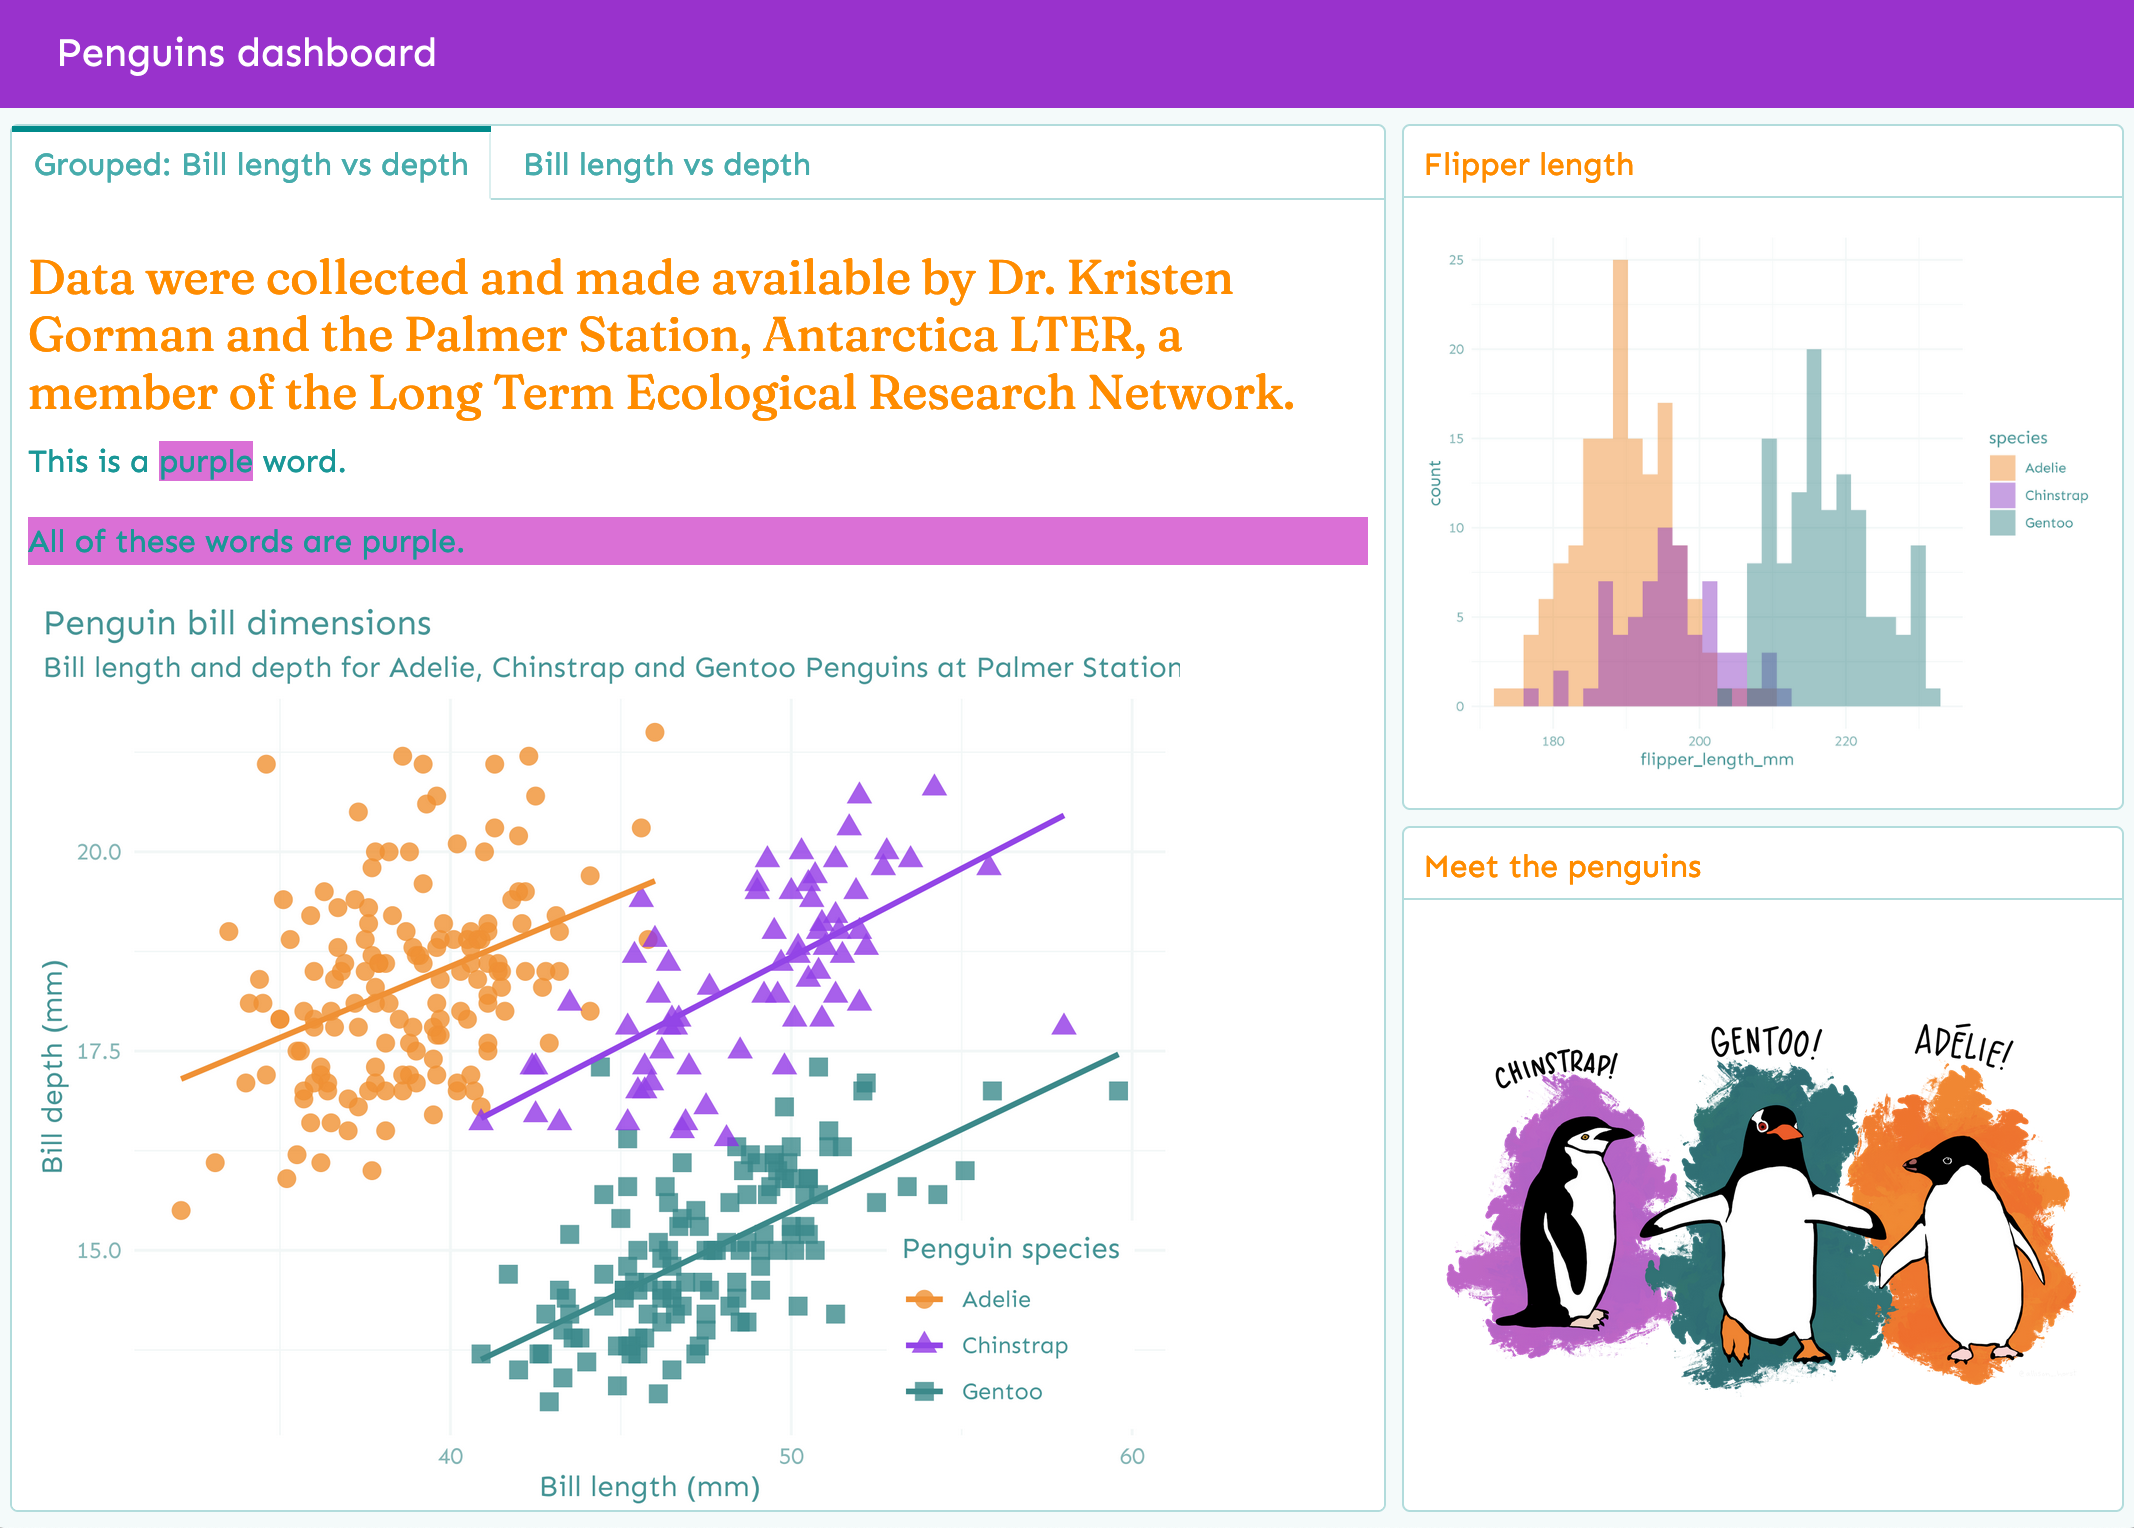 Penguins dashboard
Grouped: Bill length vs depth
Bill length vs depth
Data were collected and made available by Dr. Kristen
Gorman and the Palmer Station, Antarctica LTER, a
member of the Long Term Ecological Research Network.
This is a purple word.
All of these words are purple.
Penguin bill dimensions
Bill length and depth for Adelie, Chinstrap and Gentoo Penguins at Palmer Station
20.0
17.5
15.0
Bill depth (mm)
Penguin species
Adelie
Chinstrap
Gentoo
40 50 60
Bill length (mm)
Flipper length
25
20
15
10
5
0
count
species
Adelie
Chinstrap
Gentoo
180 200 220
flipper_length_mm
Meet the penguins
CHINSTRAP!
GENTOO!
ADĒLIE!